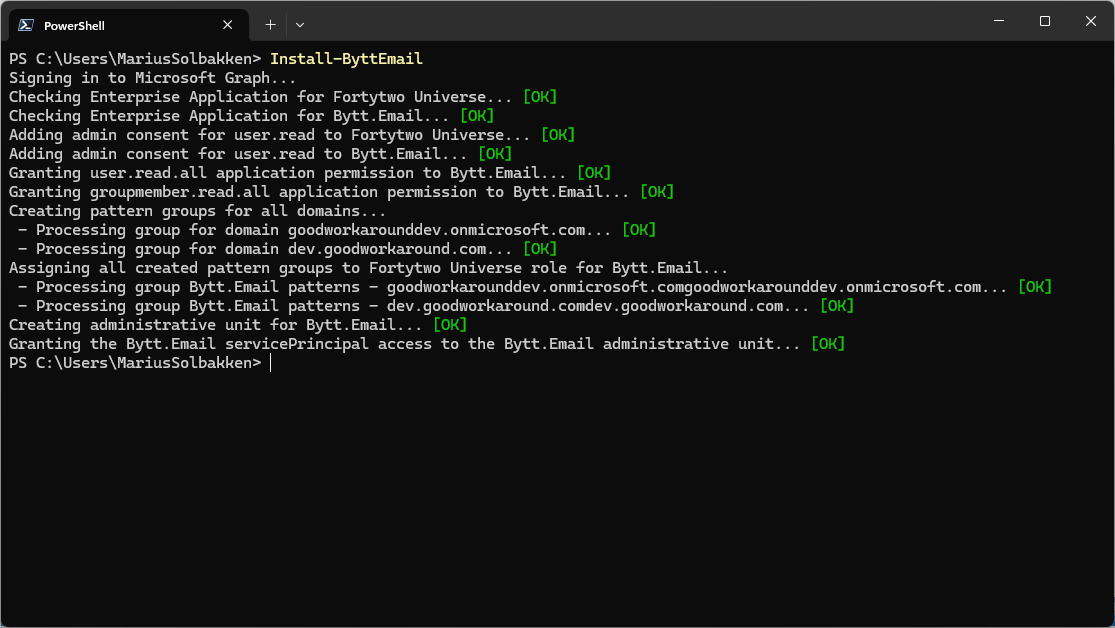 PowerShell
PS C:\Users\MariusSolbakken> Install-ByttEmail
Signing in to Microsoft Graph...
Checking Enterprise Application for Fortytwo Universe... [OK]
Checking Enterprise Application for Bytt.Email... [OK]
Adding admin consent for user.read to Fortytwo Universe... [OK]
Adding admin consent for user.read to Bytt.Email... [OK]
Granting user.read.all application permission to Bytt.Email... [OK]
Granting groupmember.read.all application permission to Bytt.Email... [OK]
Creating pattern groups for all domains...
 - Processing group for domain goodworkarounddev.onmicrosoft.com... [OK]
 - Processing group for domain dev.goodworkaround.com... [OK]
Assigning all created pattern groups to Fortytwo Universe role for Bytt.Email...
 - Processing group Bytt.Email patterns - goodworkarounddev.onmicrosoft.comgoodworkarounddev.onmicrosoft.com... [OK]
 - Processing group Bytt.Email patterns - dev.goodworkaround.comdev.goodworkaround.com... [OK]
Creating administrative unit for Bytt.Email... [OK]
Granting the Bytt.Email servicePrincipal access to the Bytt.Email administrative unit... [OK]
PS C:\Users\MariusSolbakken>